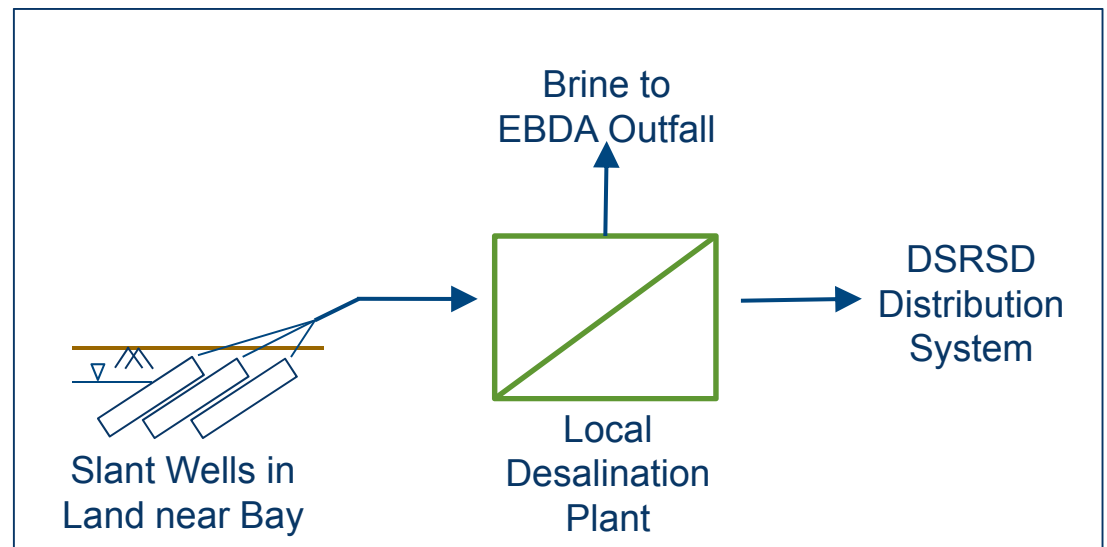 Brine to
EBDA Outfall
DSRSD
Distribution
System
Slant Wells in
Land near Bay
Local
Desalination
Plant